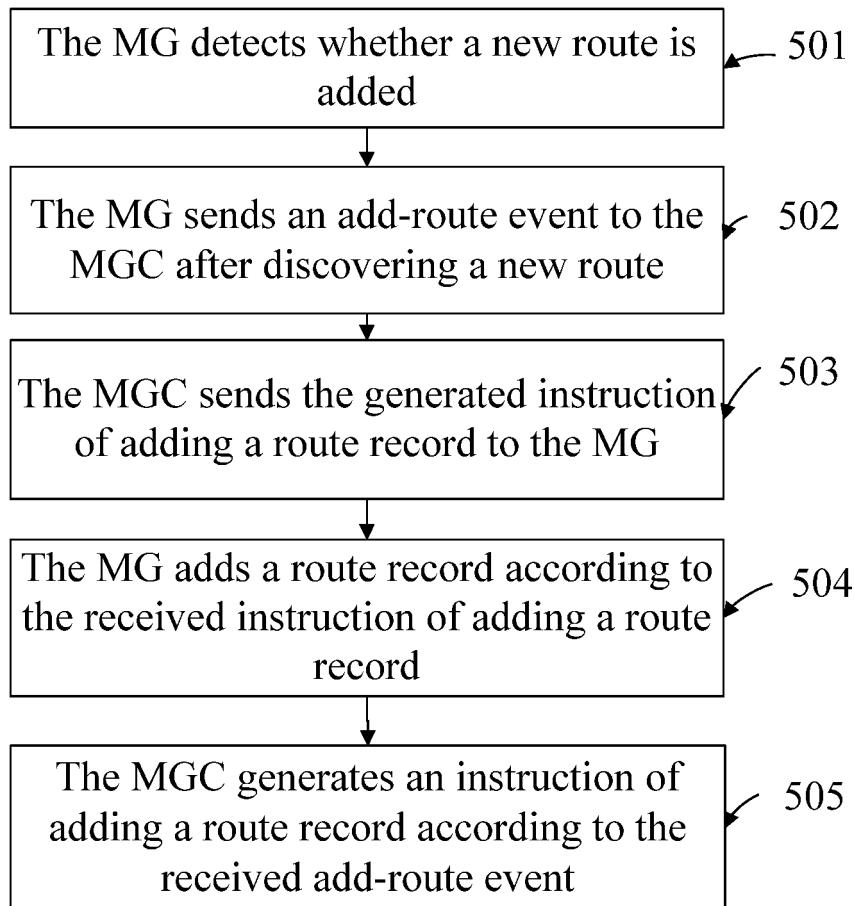 The MG detects whether a new route is
added
501
The MG sends an add-route event to the
MGC after discovering a new route
502
The MGC sends the generated instruction
of adding a route record to the MG
503
The MG adds a route record according to
the received instruction of adding a route
record
504
The MGC generates an instruction of
adding a route record according to the
received add-route event
505